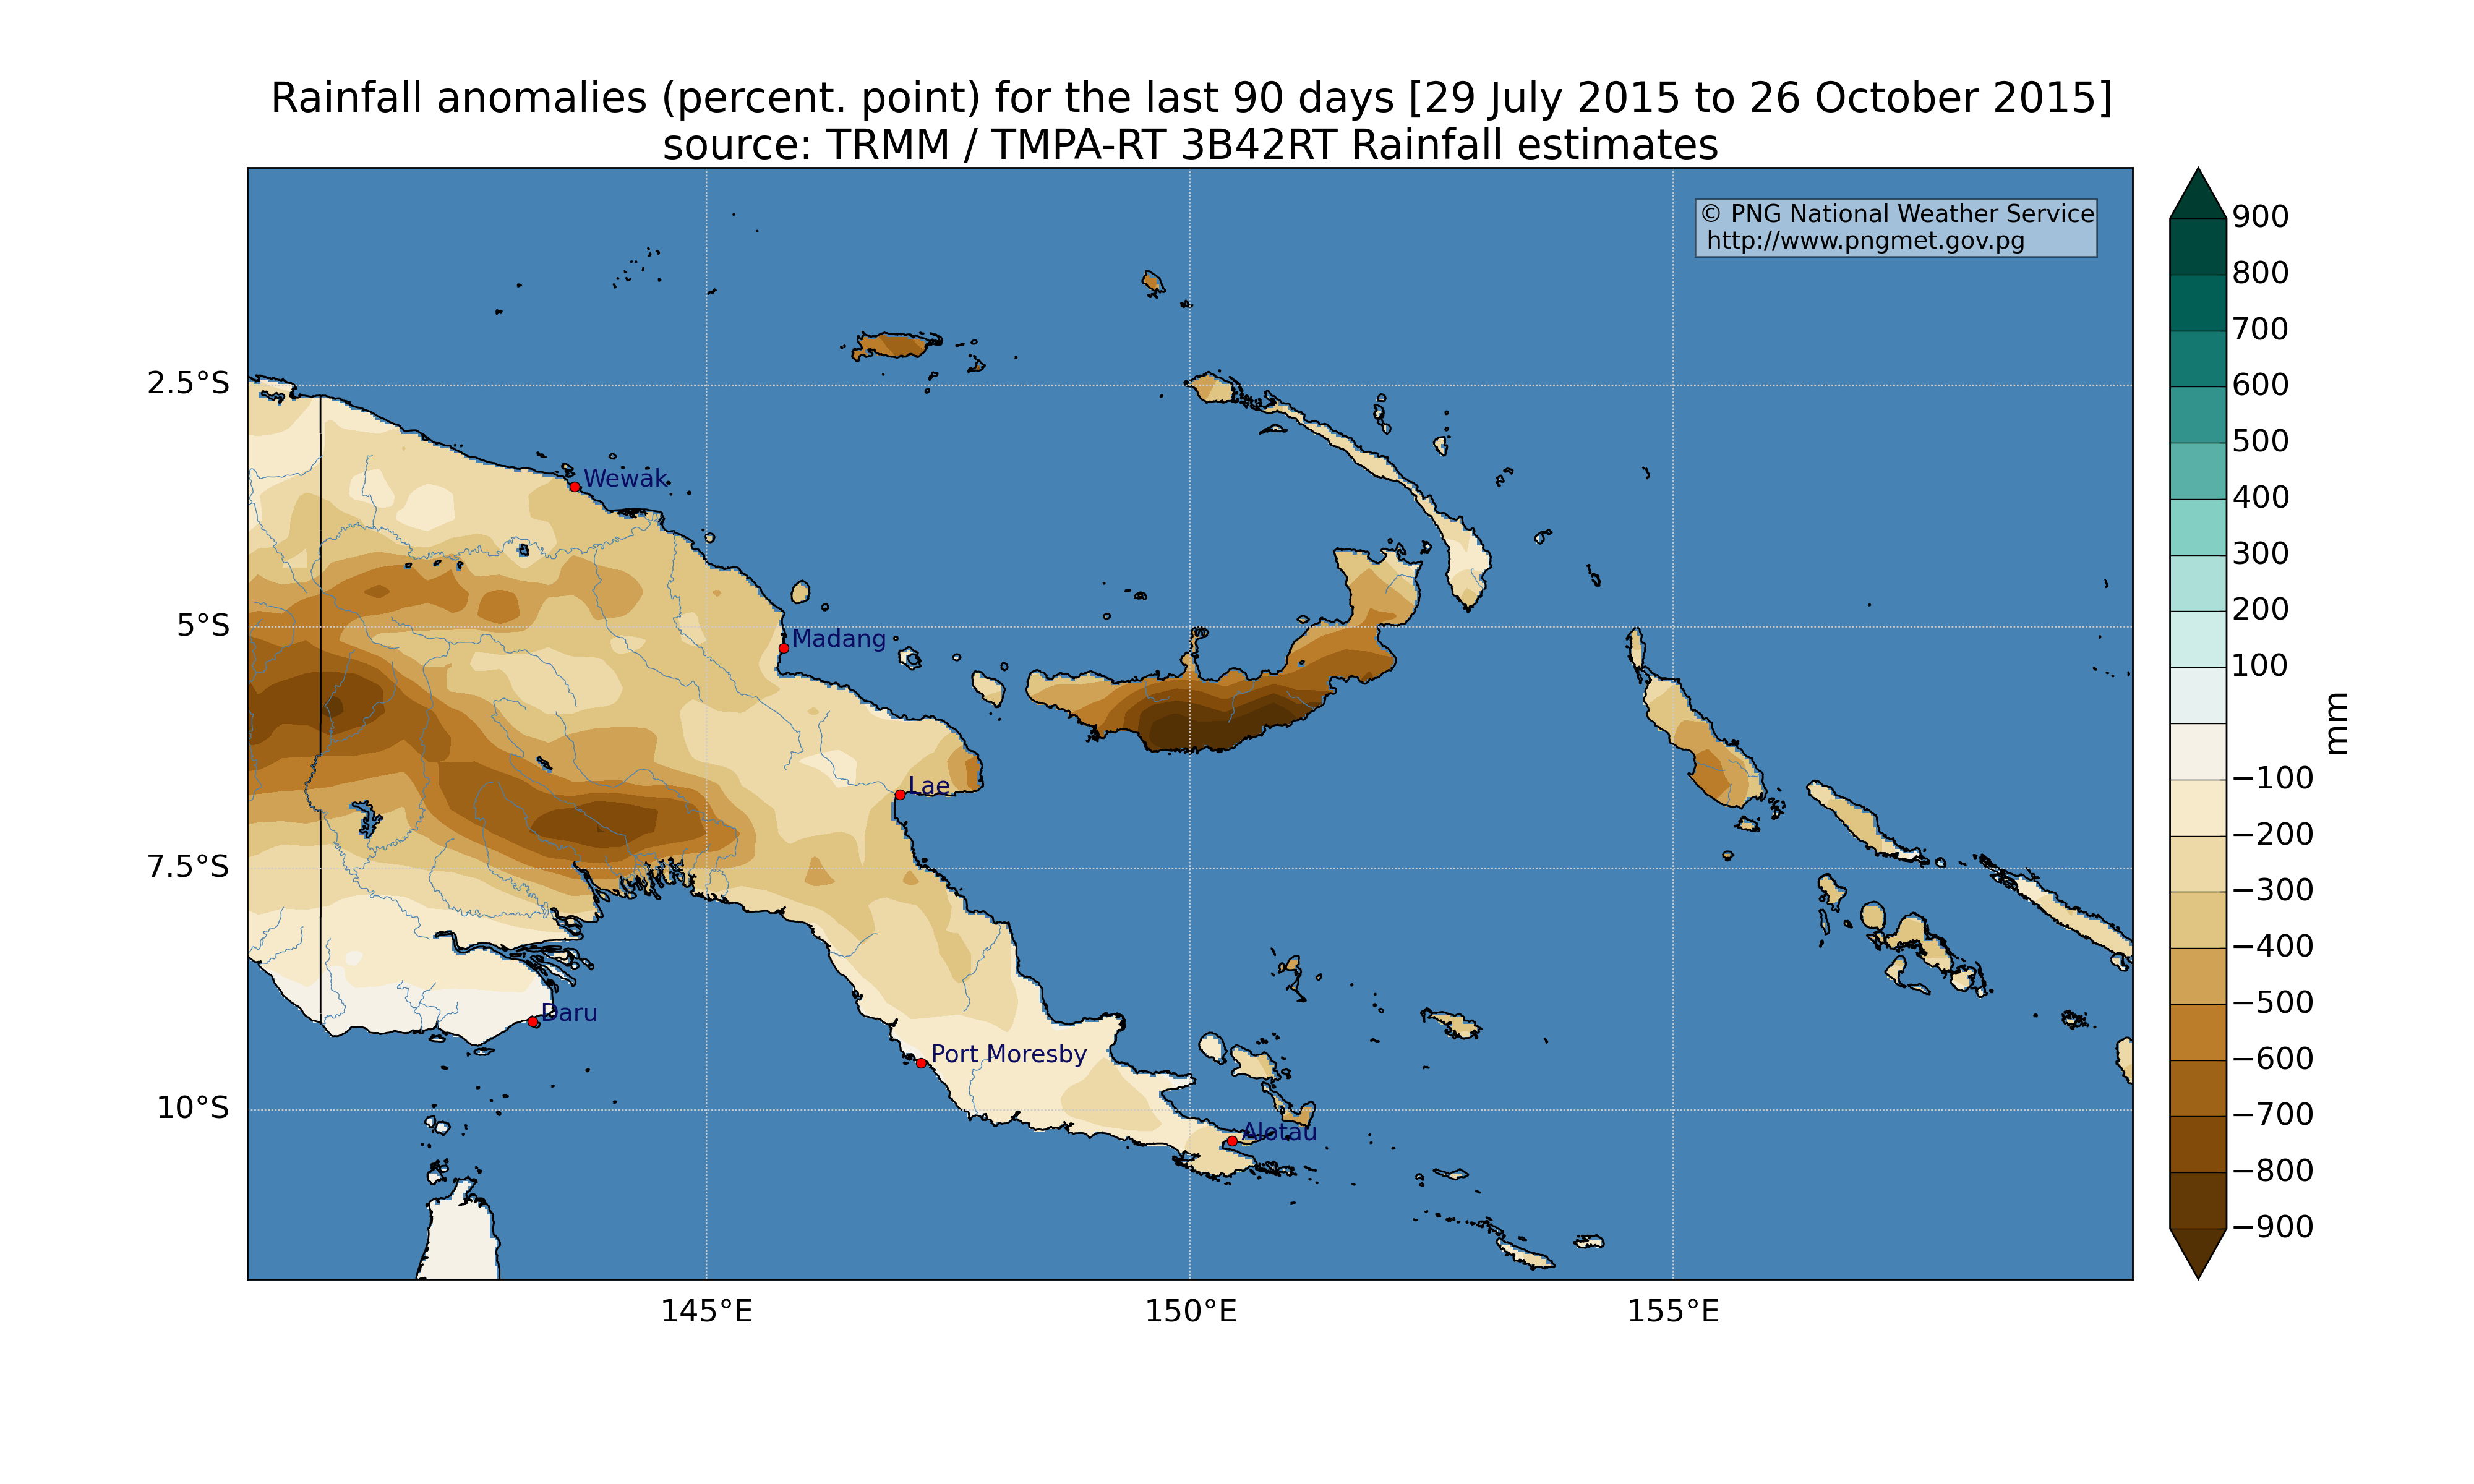 Rainfall anomalies (percent. point) for the last 90 days [29 July 2015 to 26 October 2015]
source: TRMM / TMPA-RT 3B42RT Rainfall estimates
© PNG National Weather Service
http://www.pngmet.gov.pg
900
800
700
600
500
400
300
200
100
−100
−200
−300
−400
−500
−600
−700
−800
−900
mm
2.5°S
5°S
7.5°S
10°S
Wewak
Madang
Lae
Daru
Port Moresby
Alotau
145°E
150°E
155°E